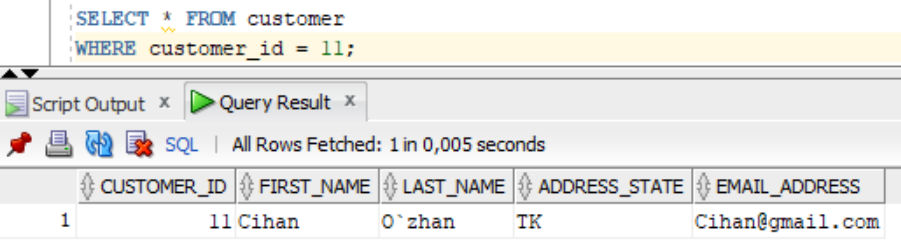 SELECT * FROM customer
WHERE customer_id = 11;
Script Output x Query Result x
SQL | All Rows Fetched: 1 in 0,005 seconds
CUSTOMER_ID FIRST_NAME LAST_NAME ADDRESS_STATE EMAIL_ADDRESS
1 11 Cihan O`zhan TK Cihan@gmail.com